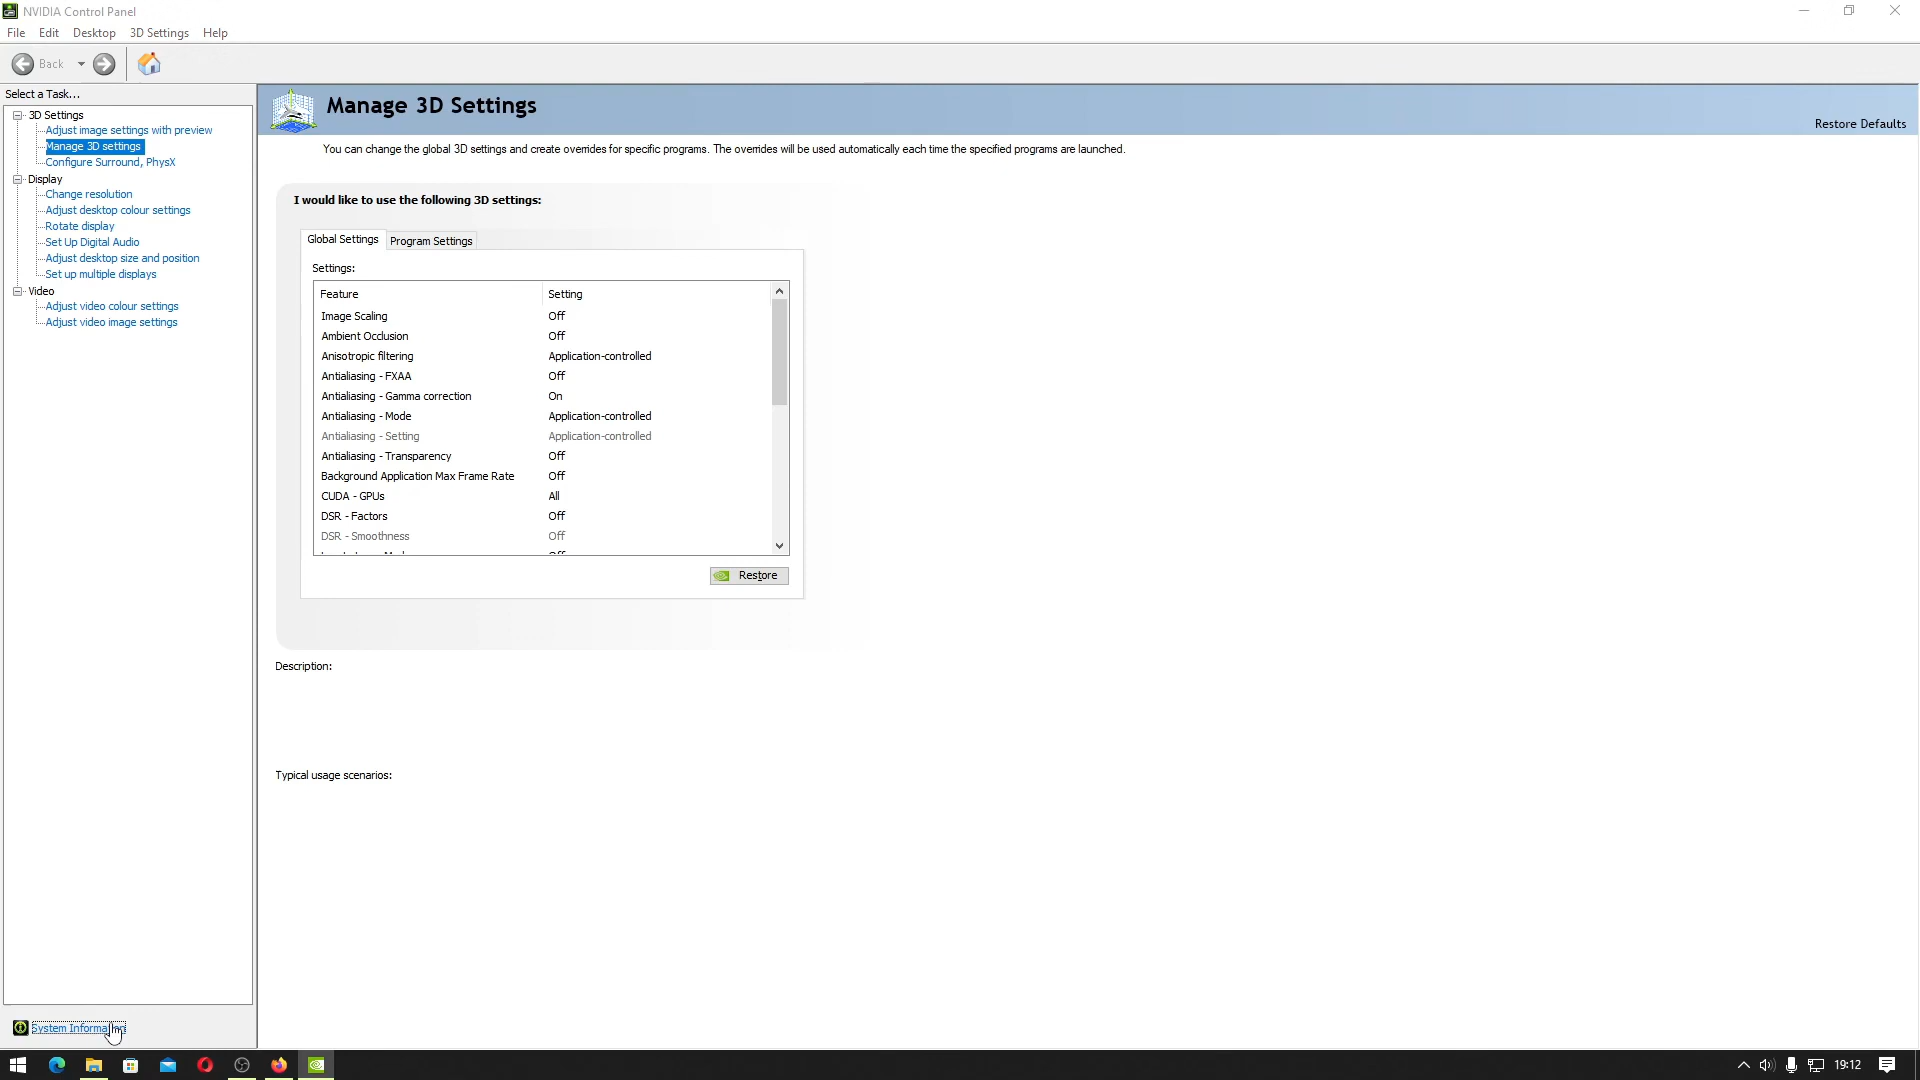 NVIDIA Control Panel
File Edit Desktop 3D Settings Help
Back
Select a Task...
3D Settings
Adjust image settings with preview
Manage 3D settings
Configure Surround, PhysX
Display
Change resolution
Adjust desktop colour settings
Rotate display
Set Up Digital Audio
Adjust desktop size and position
Set up multiple displays
Video
Adjust video colour settings
Adjust video image settings
System Information
Manage 3D Settings
Restore Defaults
You can change the global 3D settings and create overrides for specific programs. The overrides will be used automatically each time the specified programs are launched.
I would like to use the following 3D settings:
Global Settings Program Settings
Settings:
Feature Setting
Image Scaling Off
Ambient Occlusion Off
Anisotropic filtering Application-controlled
Antialiasing - FXAA Off
Antialiasing - Gamma correction On
Antialiasing - Mode Application-controlled
Antialiasing - Setting Application-controlled
Antialiasing - Transparency Off
Background Application Max Frame Rate Off
CUDA - GPUs All
DSR - Factors Off
DSR - Smoothness Off
Restore
Description:
Typical usage scenarios:
19:12